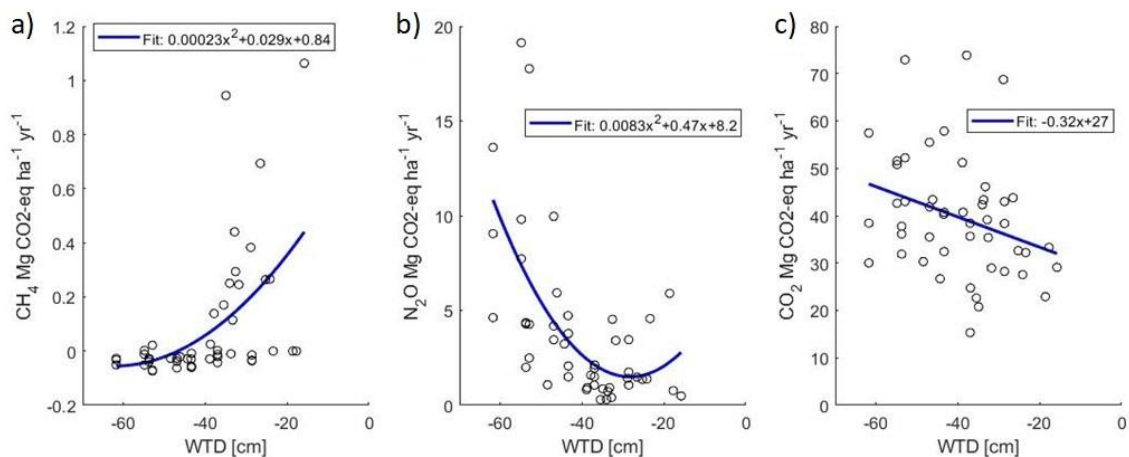 a)
Fit: 0.00023x²+0.029x+0.84
CH₄ Mg CO2-eq ha⁻¹ yr⁻¹
1.2
1
0.8
0.6
0.4
0.2
0
-0.2
-60
-40
-20
0
WTD [cm]
b)
Fit: 0.0083x²+0.47x+8.2
N₂O Mg CO2-eq ha⁻¹ yr⁻¹
20
15
10
5
0
-60
-40
-20
0
WTD [cm]
c)
Fit: -0.32x+27
CO₂ Mg CO2-eq ha⁻¹ yr⁻¹
80
70
60
50
40
30
20
10
0
-60
-40
-20
0
WTD [cm]